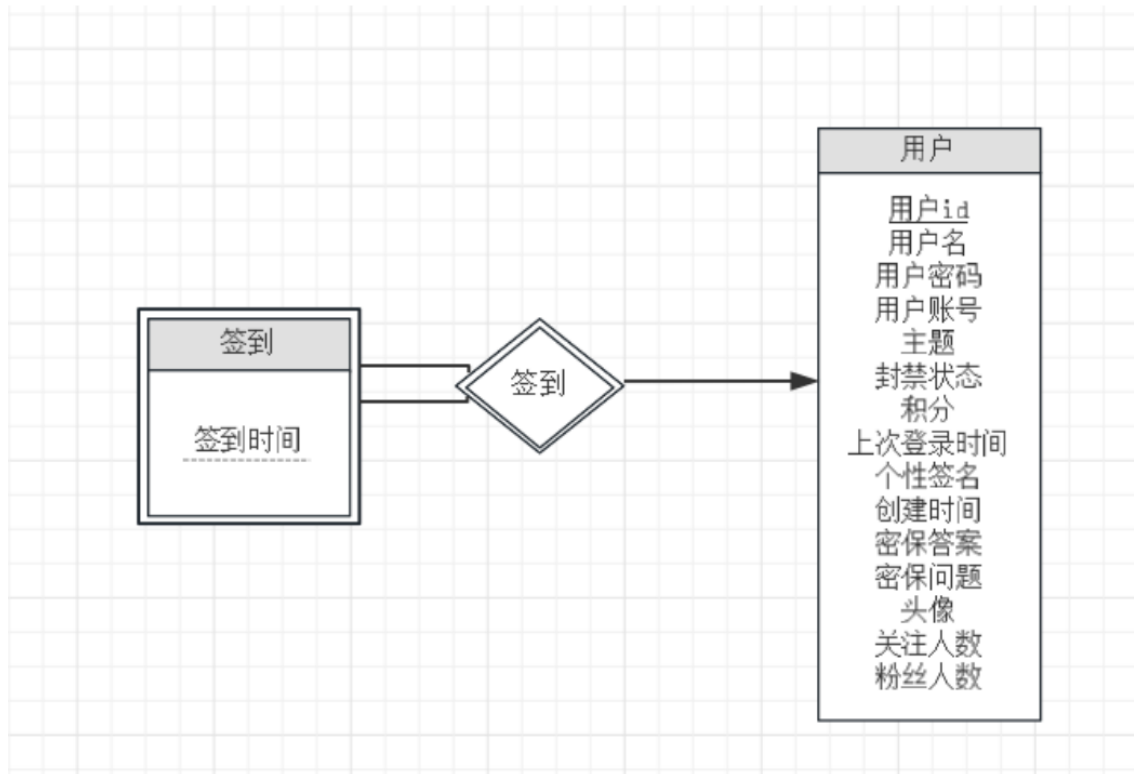 签到
签到时间
签到
用户
用户id
用户名
用户密码
用户账号
主题
封禁状态
积分
上次登录时间
个性签名
创建时间
密保答案
密保问题
头像
关注人数
粉丝人数